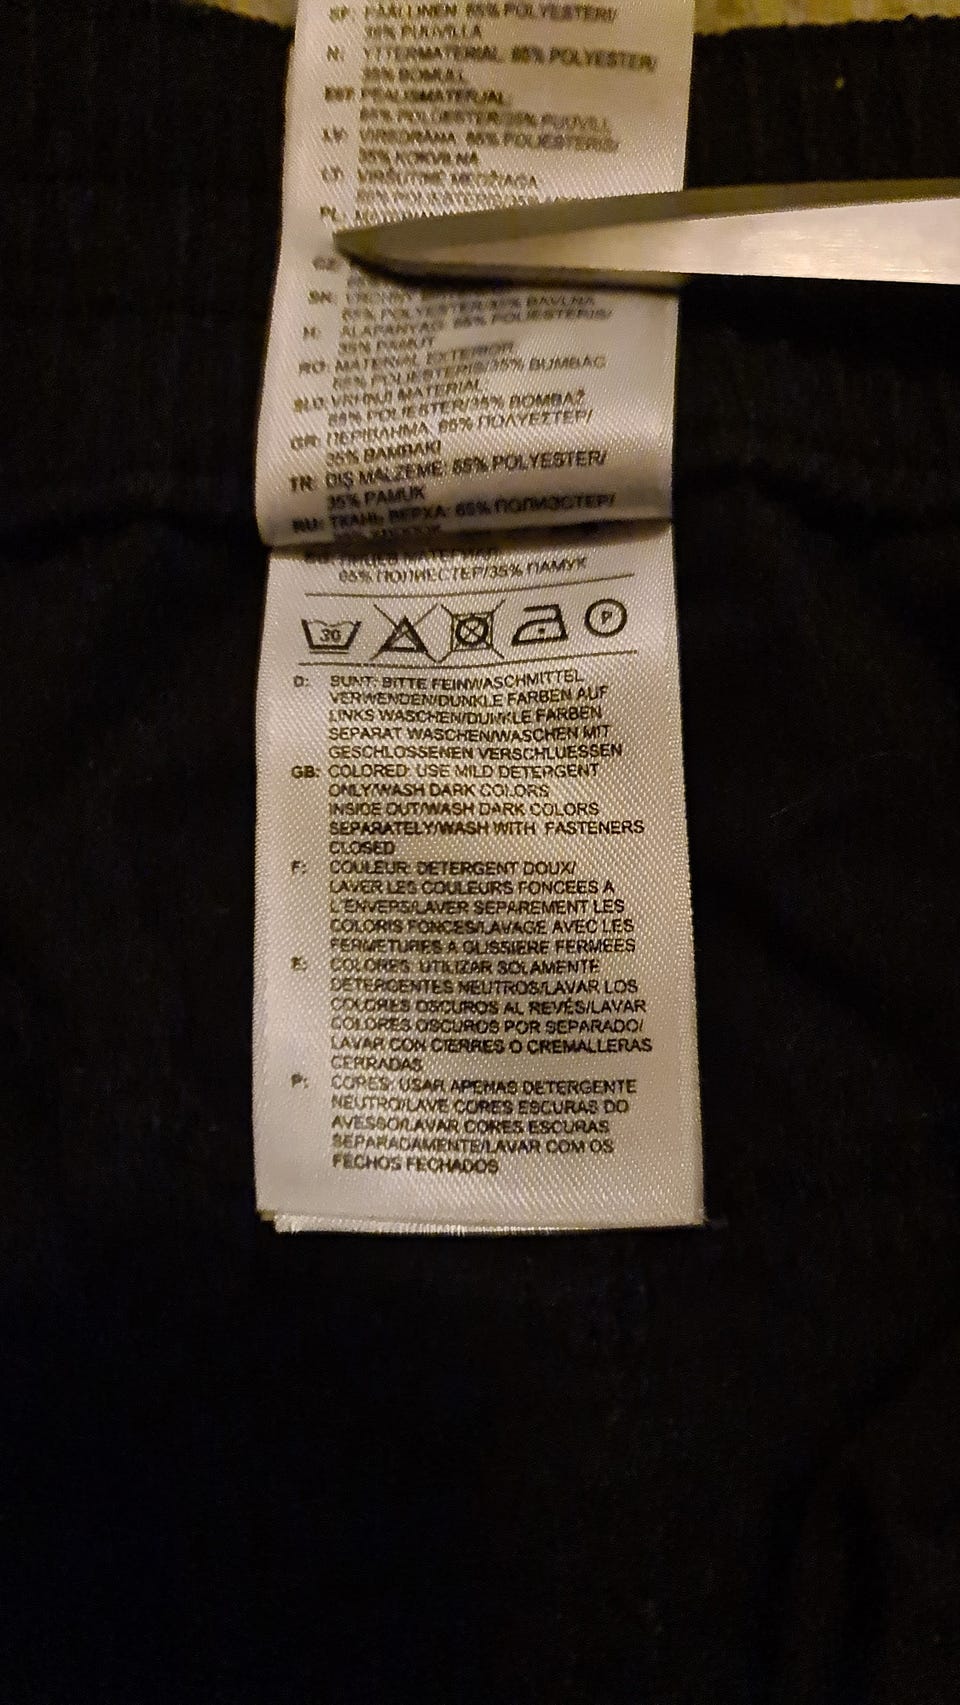 SF: PÄÄLLINEN 65% POLYESTERI/
35% PUUVILLA
N: YTTERMATERIAL: 65% POLYESTER/
35% BOMULL
EST: PEALISMATERJAL:
65% POLÜESTER/35% PUUVILL
LV: VIRSDRĀNA: 65% POLIESTERIS/
35% KOKVILNA
LT: VIRŠUTINĖ MEDŽIAGA
PL:
CZ:
SK: VRCHNÝ
65% POLYESTER/35% BAVLNA
H: ALAPANYAG: 65% POLIESTERIS/
35% PAMUT
RO: MATERIAL EXTERIOR
65% POLIESTERIS/35% BUMBAC
SLO: VRHNJI MATERIAL
65% POLIESTER/35% BOMBAŽ
GR: ΠΕΡΙΒΛΗΜΑ: 65% ΠΟΛΥΕΣΤΕΡ/
35% ΒΑΜΒΑΚΙ
TR: DIŞ MALZEME: 65% POLYESTER/
35% PAMUK
RU: ТКАНЬ ВЕРХА: 65% ПОЛИЭСТЕР/
35% ХЛОПОК
МАТЕРИАЛ
65% ПОЛИЕСТЕР/35% ПАМУК
30 P
D: BUNT: BITTE FEINWASCHMITTEL
VERWENDEN/DUNKLE FARBEN AUF
LINKS WASCHEN/DUNKLE FARBEN
SEPARAT WASCHEN/WASCHEN MIT
GESCHLOSSENEN VERSCHLUESSEN
GB: COLORED: USE MILD DETERGENT
ONLY/WASH DARK COLORS
INSIDE OUT/WASH DARK COLORS
SEPARATELY/WASH WITH FASTENERS
CLOSED
F: COULEUR: DETERGENT DOUX/
LAVER LES COULEURS FONCEES A
L'ENVERS/LAVER SEPAREMENT LES
COLORIS FONCES/LAVAGE AVEC LES
FERMETURES A GLISSIERE FERMEES
E: COLORES: UTILIZAR SOLAMENTE
DETERGENTES NEUTROS/LAVAR LOS
COLORES OSCUROS AL REVÉS/LAVAR
COLORES OSCUROS POR SEPARADO/
LAVAR CON CIERRES O CREMALLERAS
CERRADAS
P: CORES: USAR APENAS DETERGENTE
NEUTRO/LAVE CORES ESCURAS DO
AVESSO/LAVAR CORES ESCURAS
SEPARADAMENTE/LAVAR COM OS
FECHOS FECHADOS